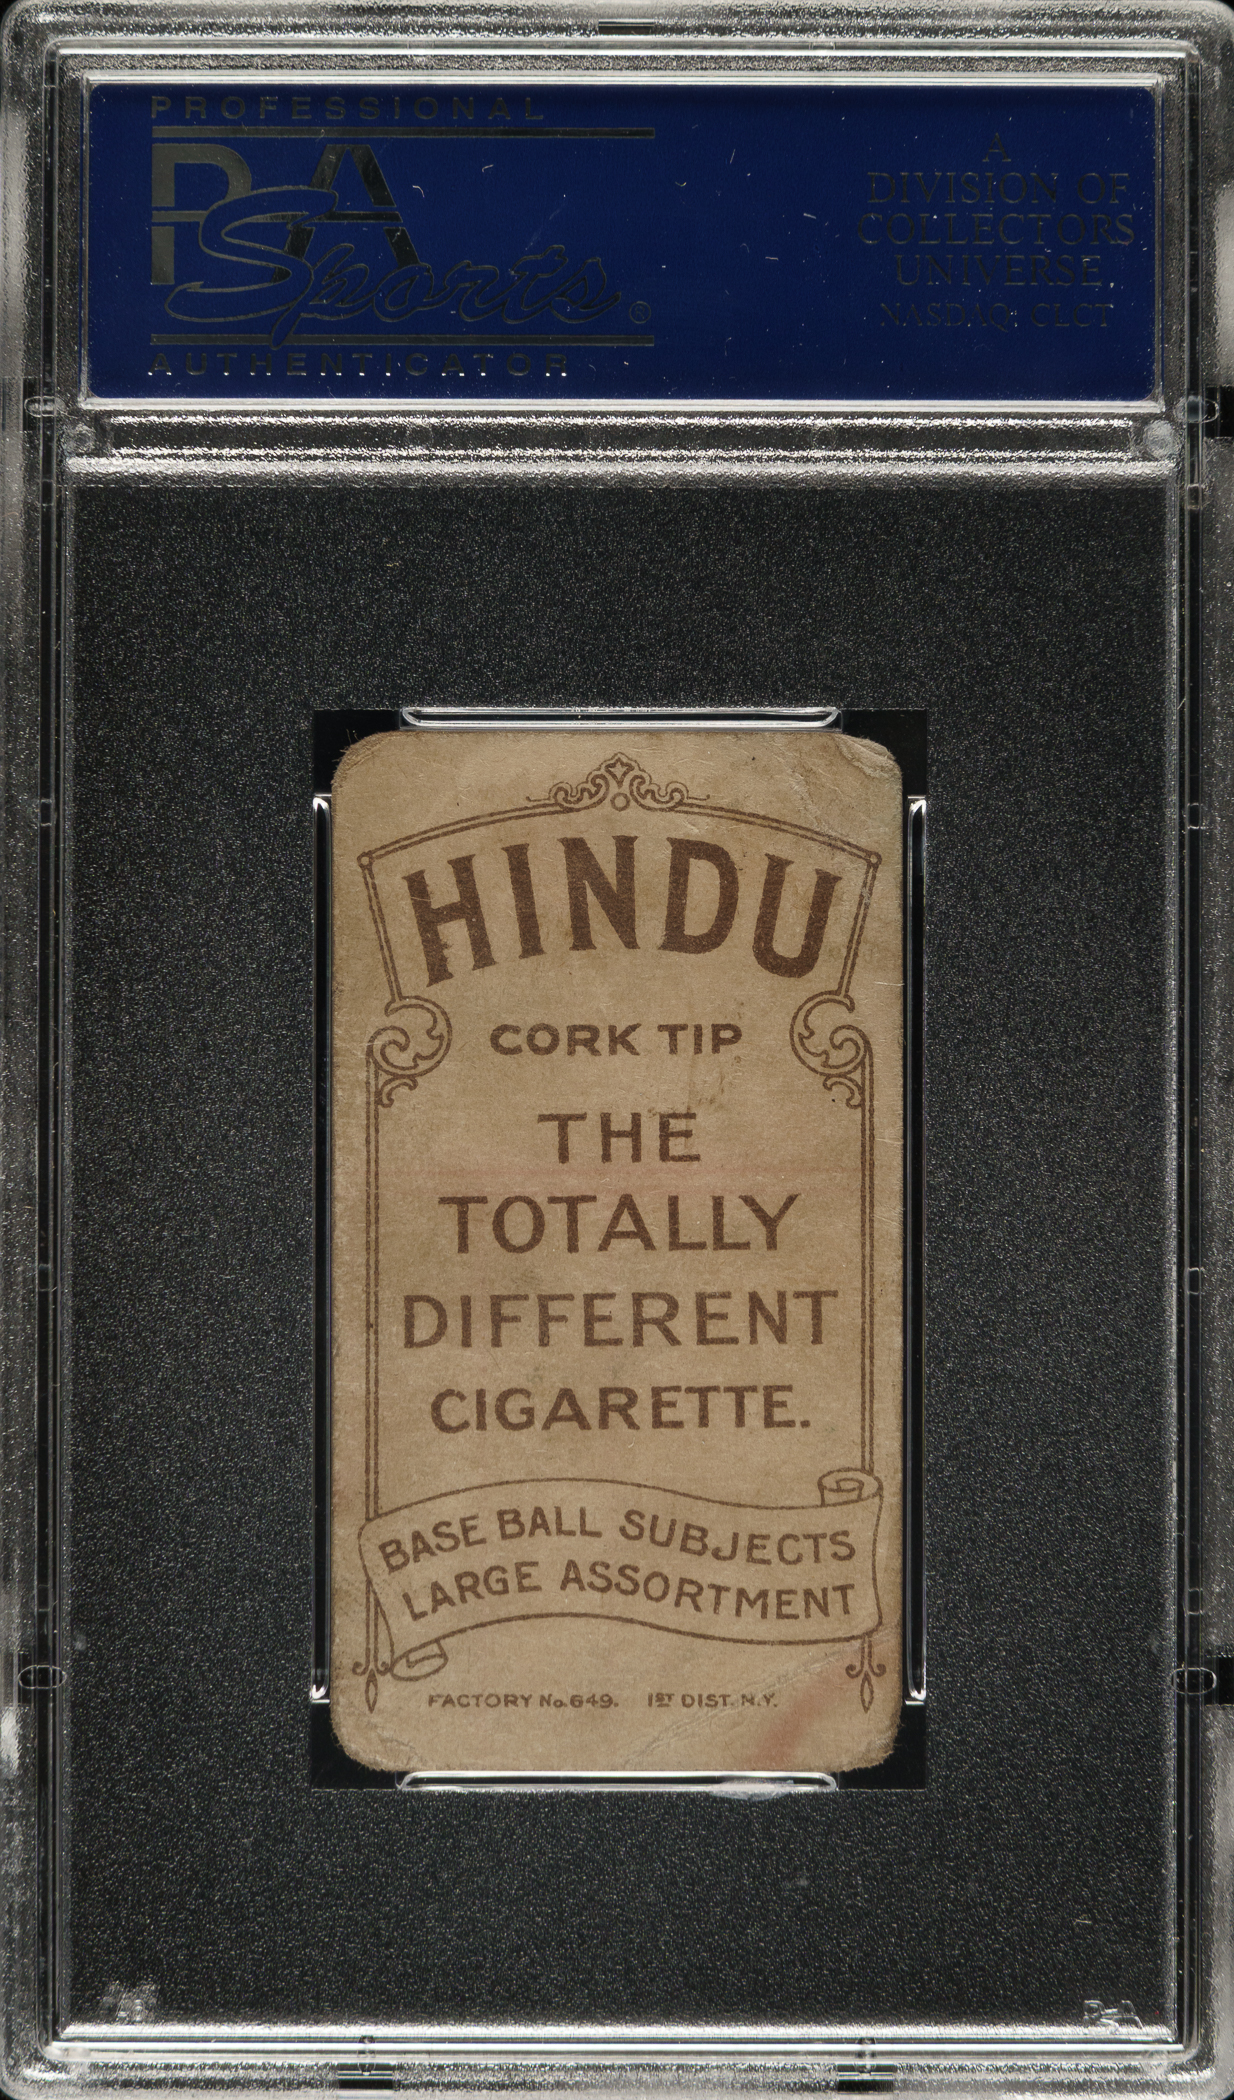 PROFESSIONAL
PSA
Sports®
AUTHENTICATOR
A
DIVISION OF
COLLECTORS
UNIVERSE
NASDAQ: CLCT
HINDU
CORK TIP
THE
TOTALLY
DIFFERENT
CIGARETTE.
BASE BALL SUBJECTS
LARGE ASSORTMENT
FACTORY No. 649. 1ST DIST. N.Y.
PSA